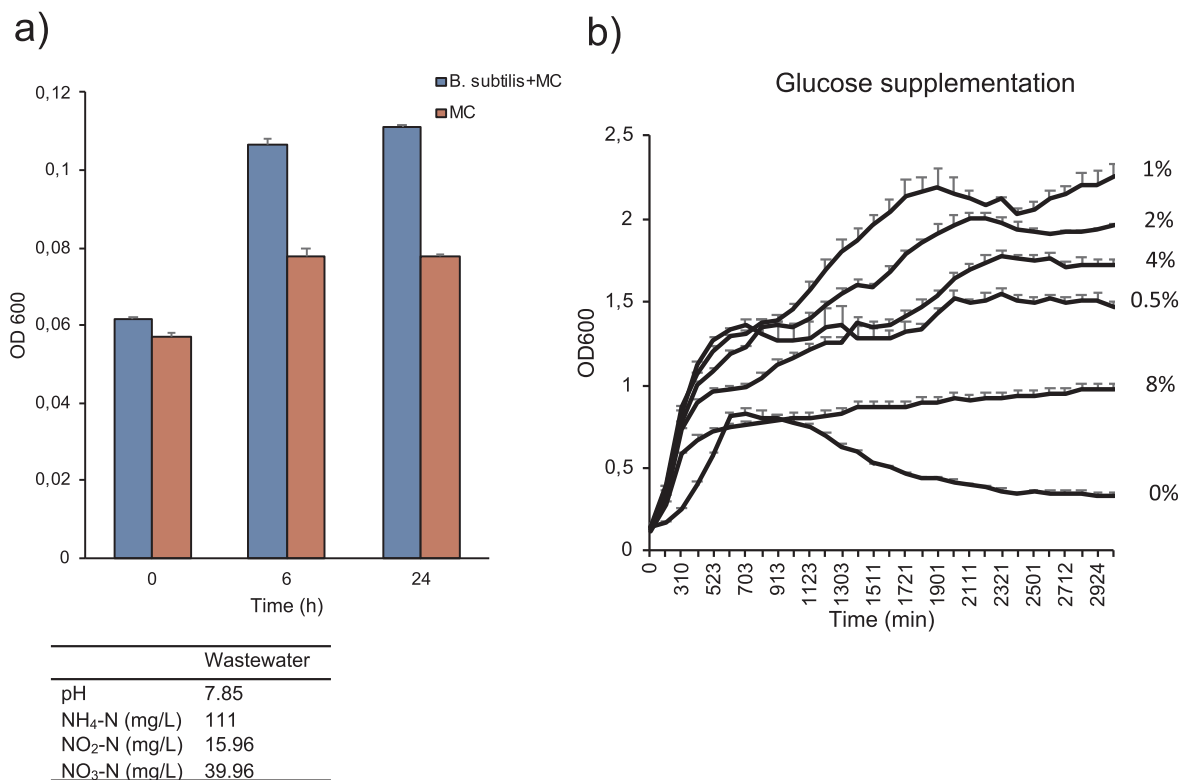 a)
B. subtilis+MC
MC
0,12
0,1
0,08
0,06
0,04
0,02
0
OD 600
0 6 24
Time (h)
Wastewater
pH 7.85
NH₄-N (mg/L) 111
NO₂-N (mg/L) 15.96
NO₃-N (mg/L) 39.96
b)
Glucose supplementation
2,5
2
1,5
1
0,5
0
OD600
1%
2%
4%
0.5%
8%
0%
0 310 523 703 913 1123 1303 1511 1721 1901 2111 2321 2501 2712 2924
Time (min)